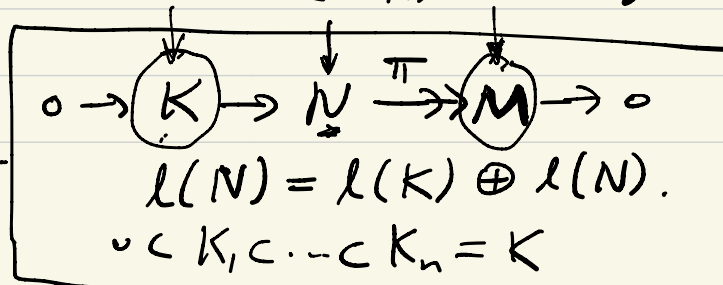 0 → K → N →π M → 0
l(N) = l(K) ⊕ l(N).
0 ⊂ K₁ ⊂ ... ⊂ Kₙ = K